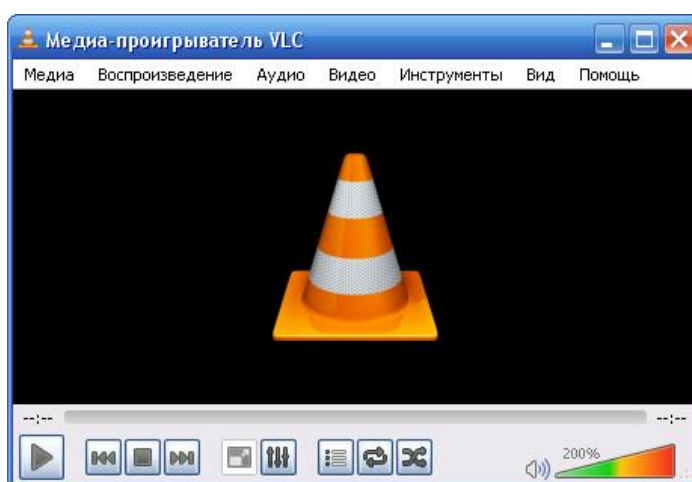 Медиа-проигрыватель VLC
Медиа Воспроизведение Аудио Видео Инструменты Вид Помощь
--:-- --:--
200%